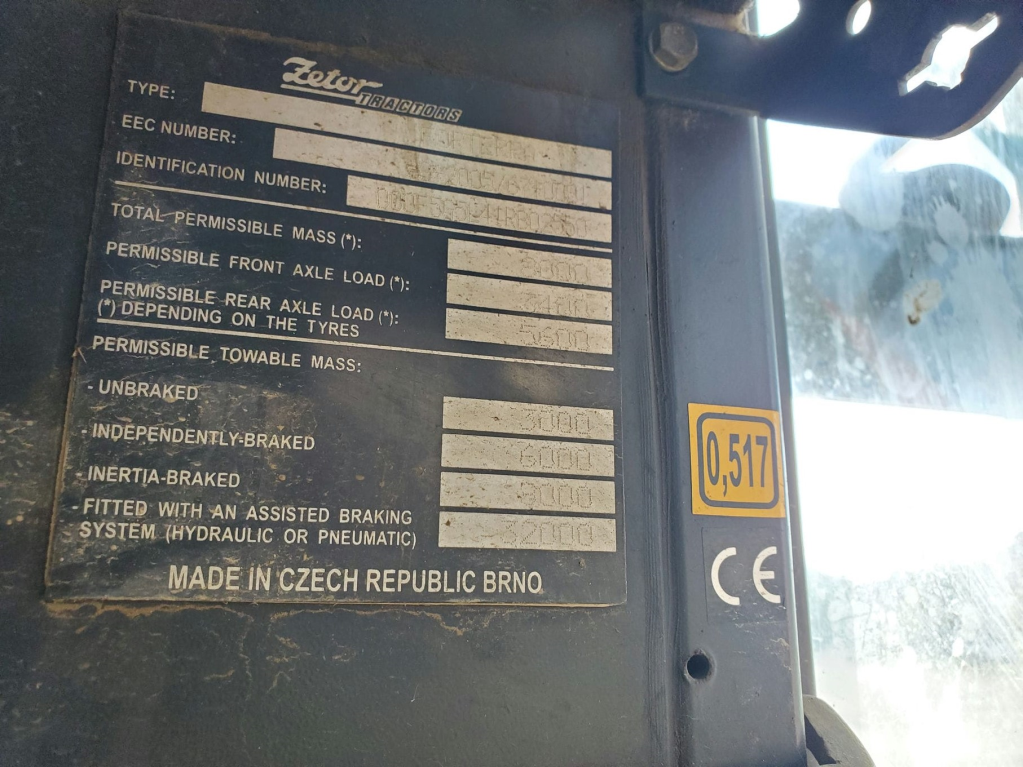 Zetor
TRACTORS
TYPE:
EEC NUMBER:
IDENTIFICATION NUMBER:
TOTAL PERMISSIBLE MASS (*):
PERMISSIBLE FRONT AXLE LOAD (*):
PERMISSIBLE REAR AXLE LOAD (*): 5600
(*) DEPENDING ON THE TYRES
PERMISSIBLE TOWABLE MASS:
- UNBRAKED 3000
- INDEPENDENTLY-BRAKED 6000
- INERTIA-BRAKED
- FITTED WITH AN ASSISTED BRAKING
SYSTEM (HYDRAULIC OR PNEUMATIC) 32000
MADE IN CZECH REPUBLIC BRNO
0,517
CE